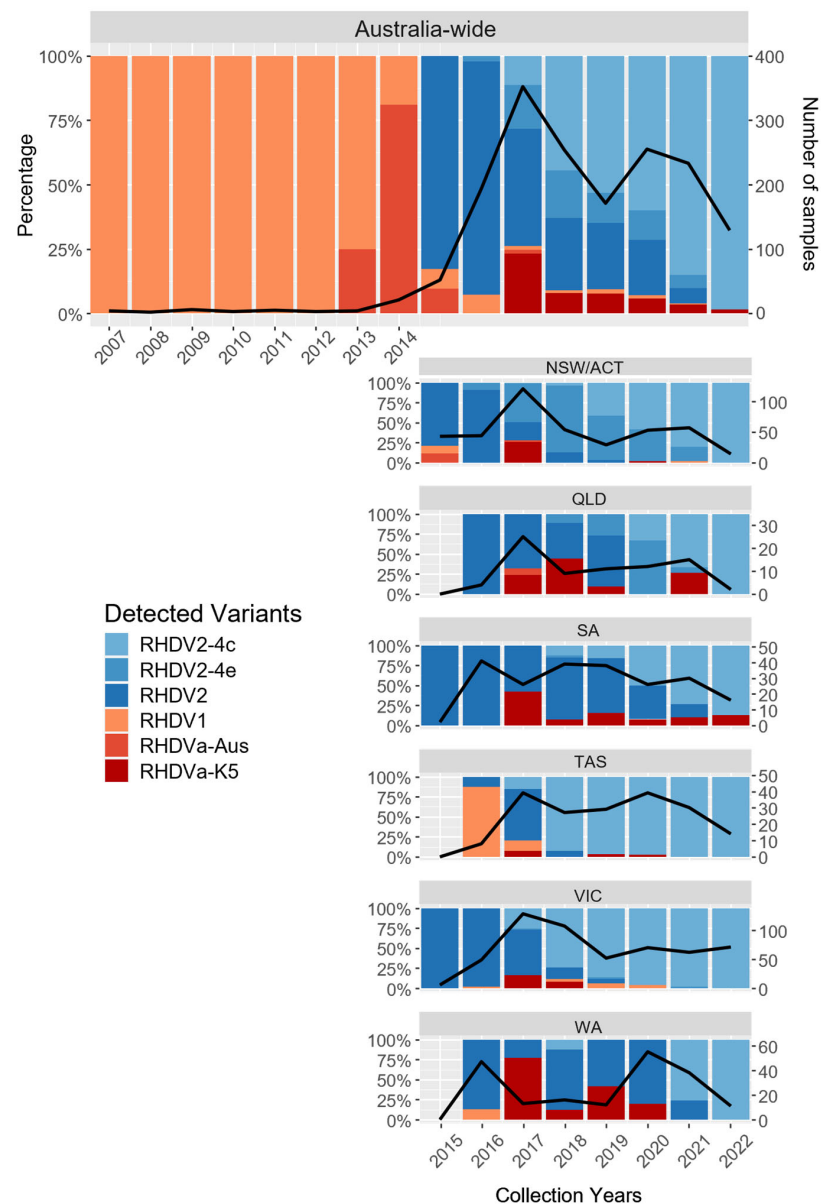 Australia-wide
100% 400
75% 300
50% 200
25% 100
0% 0
Percentage
Number of samples
2007 2008 2009 2010 2011 2012 2013 2014
NSW/ACT
100%
75% 100
50% 50
25%
0% 0
QLD
100% 30
75% 20
50% 10
25%
0% 0
Detected Variants
RHDV2-4c
RHDV2-4e
RHDV2
RHDV1
RHDVa-Aus
RHDVa-K5
SA
100% 50
75% 40
50% 30
25% 20
0% 10
0
TAS
100% 50
75% 40
50% 30
25% 20
0% 10
0
VIC
100%
75% 100
50% 50
25%
0% 0
WA
100% 60
75% 40
50% 20
25%
0% 0
2015 2016 2017 2018 2019 2020 2021 2022
Collection Years